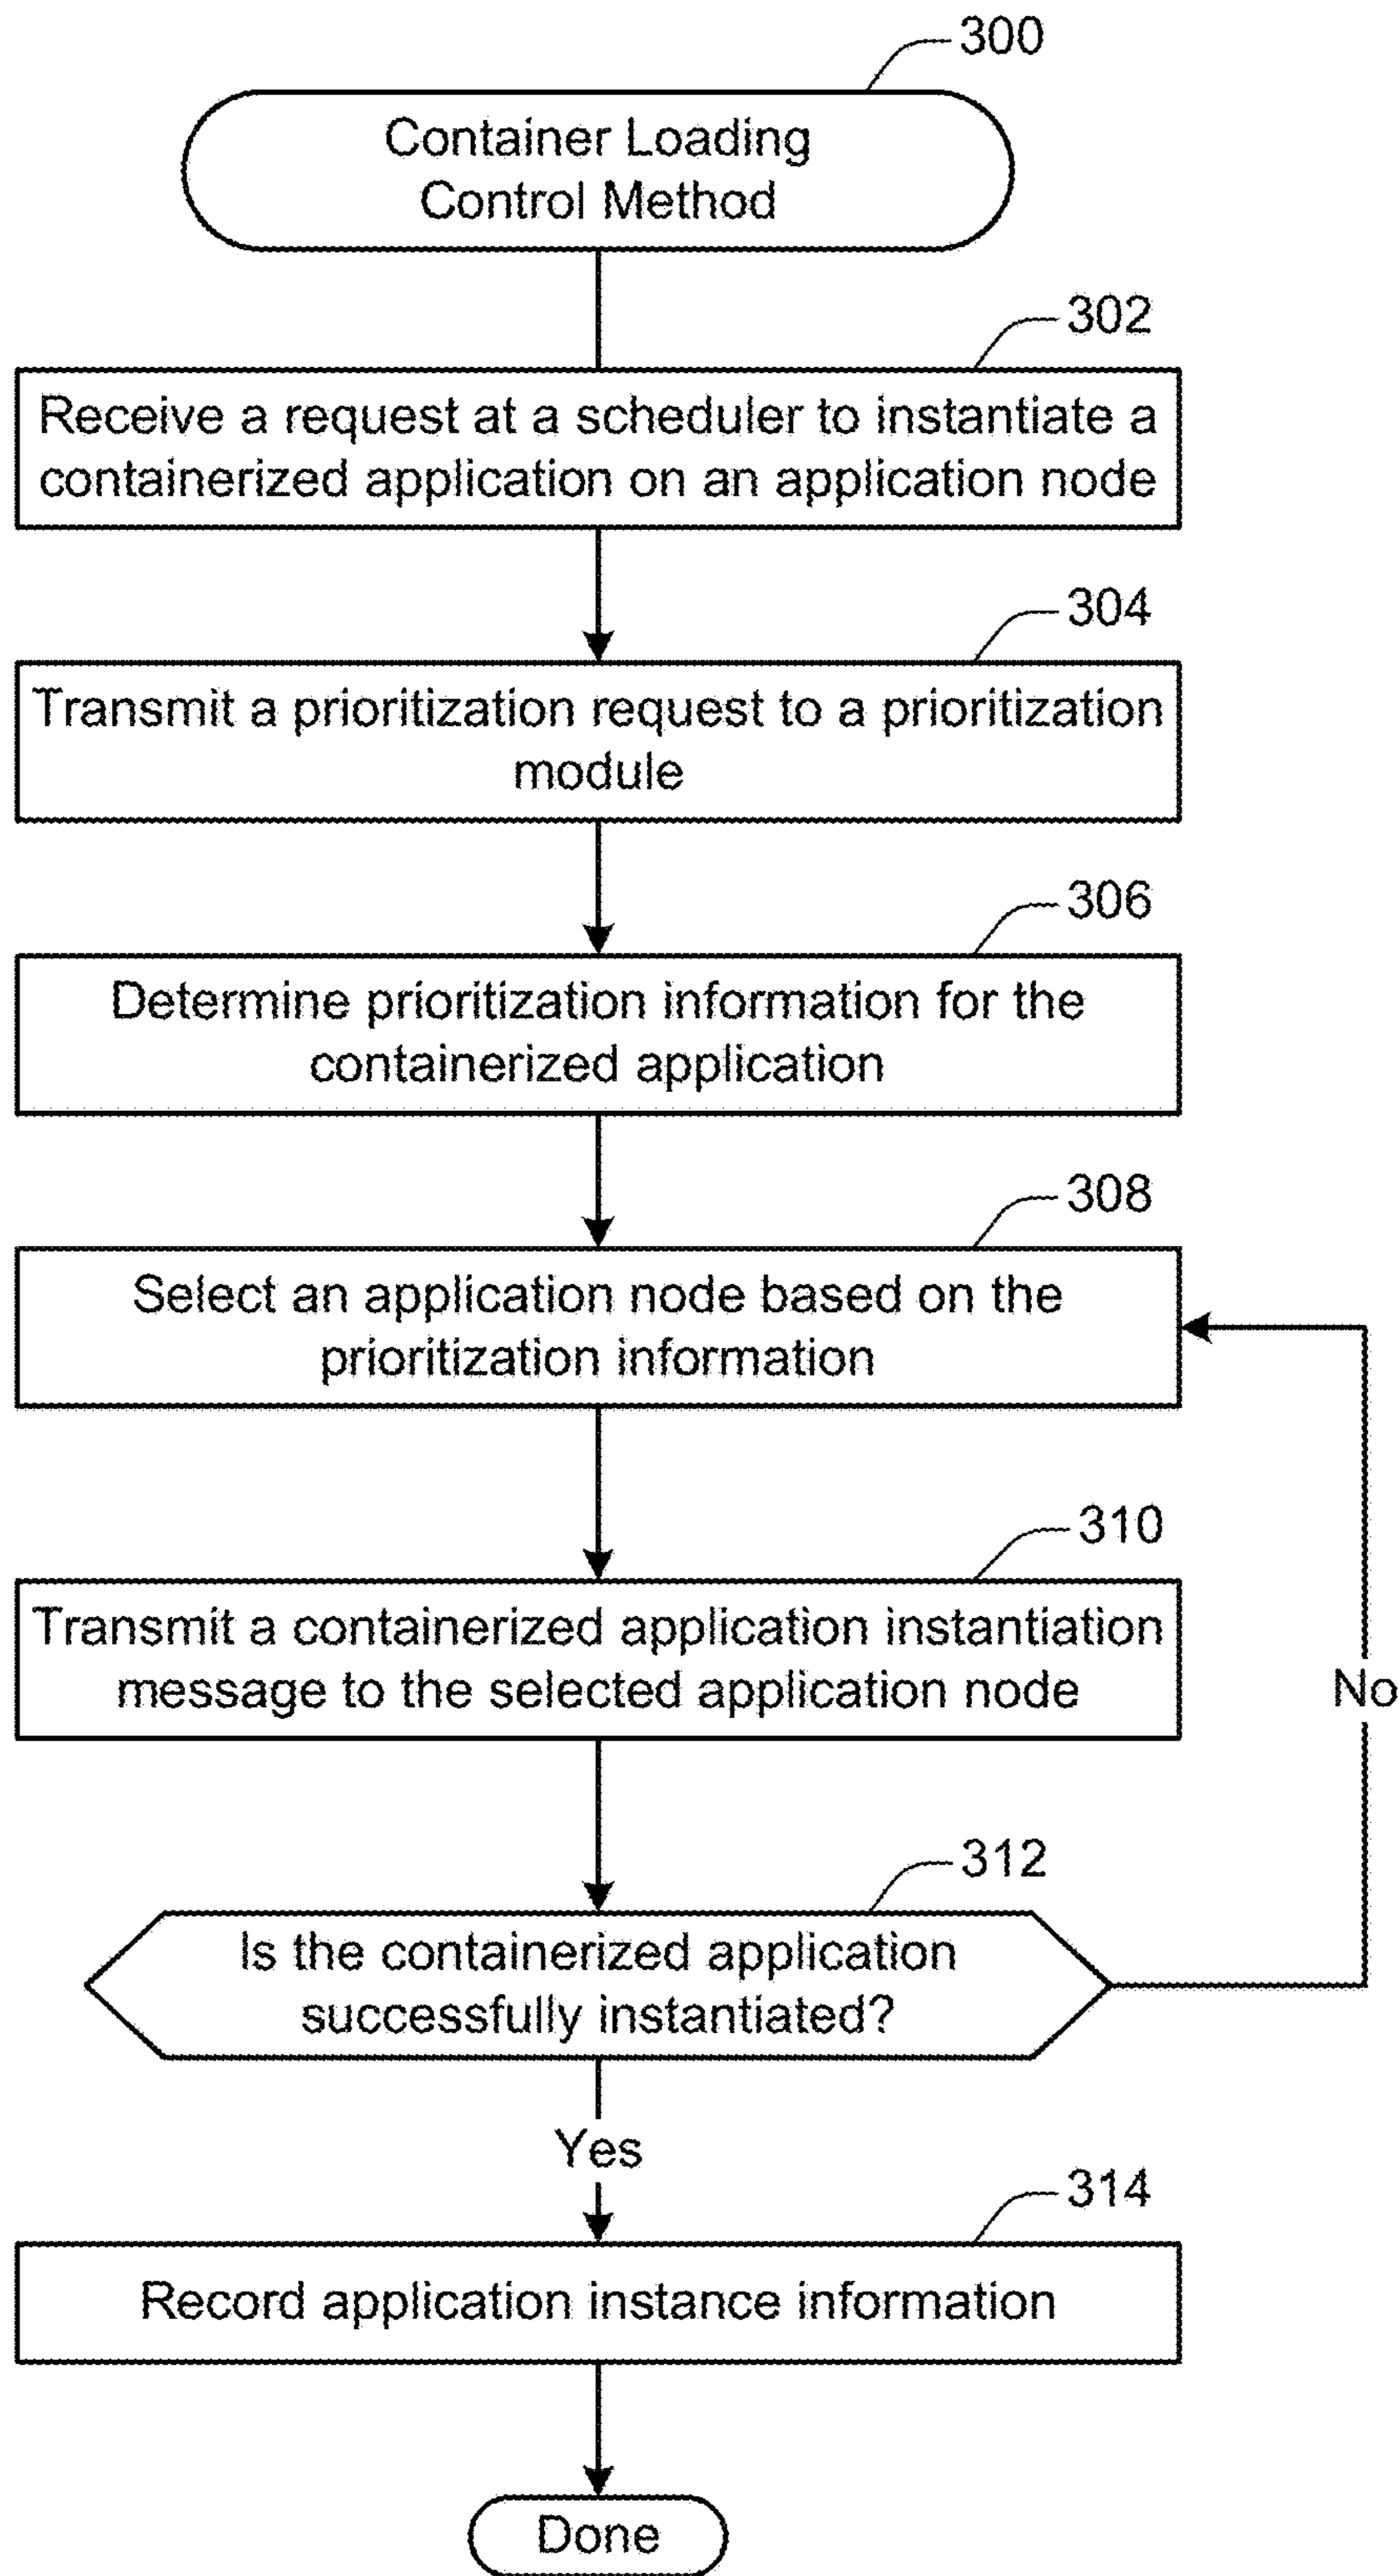 300
Container Loading
Control Method
302
Receive a request at a scheduler to instantiate a
containerized application on an application node
304
Transmit a prioritization request to a prioritization
module
306
Determine prioritization information for the
containerized application
308
Select an application node based on the
prioritization information
310
Transmit a containerized application instantiation
message to the selected application node
No
312
Is the containerized application
successfully instantiated?
Yes
314
Record application instance information
Done